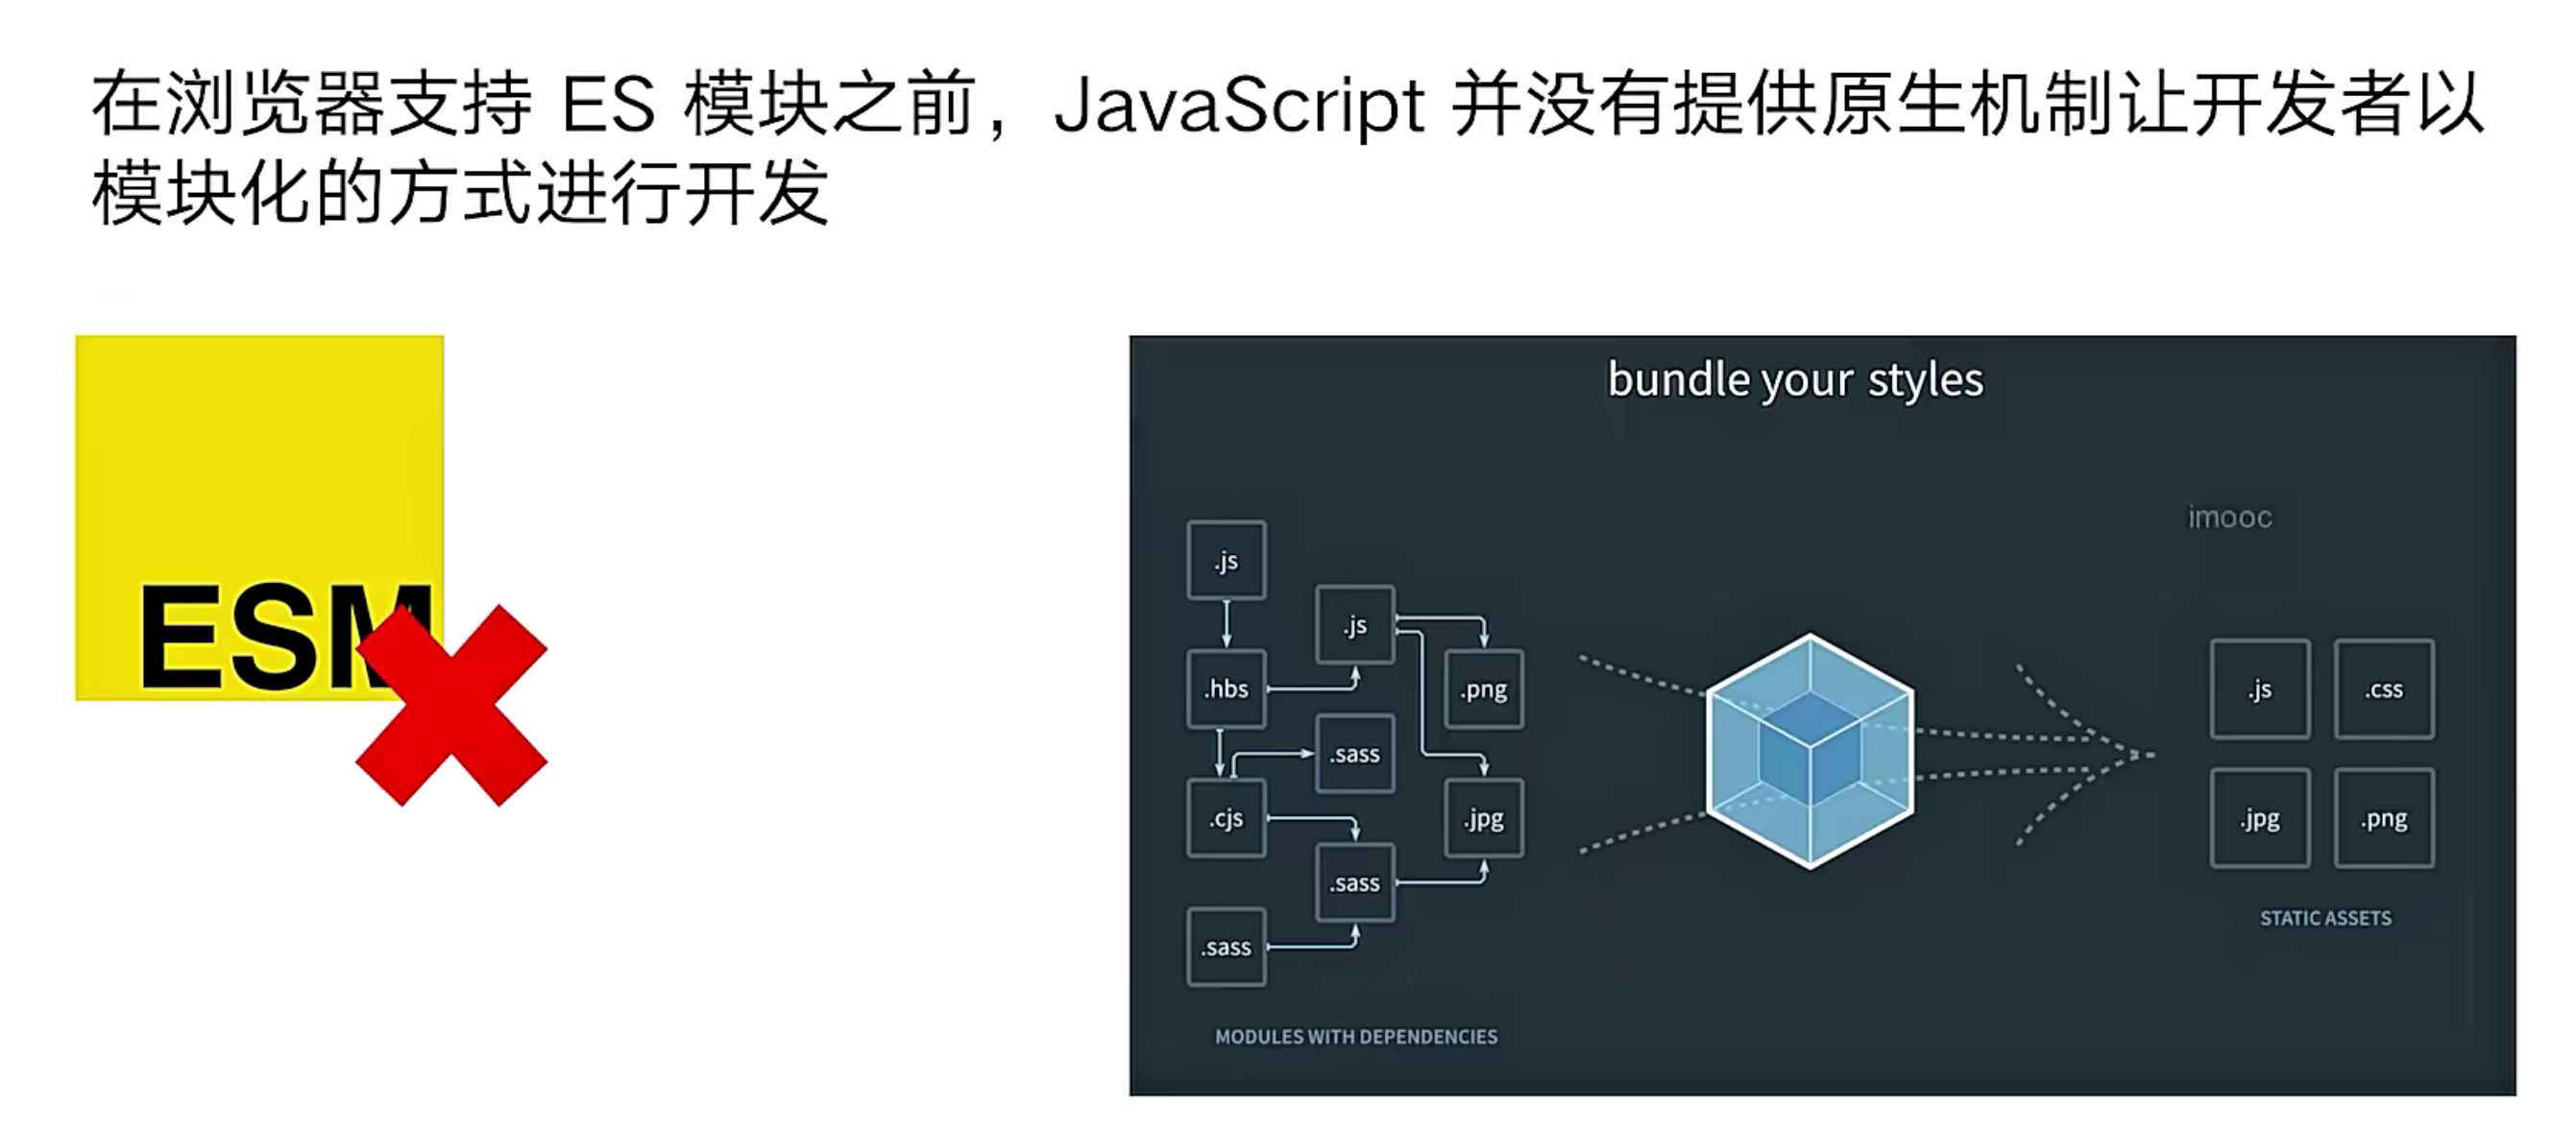 在浏览器支持 ES 模块之前，JavaScript 并没有提供原生机制让开发者以
模块化的方式进行开发
ESM
bundle your styles
imooc
.js
.js
.hbs
.png
.sass
.cjs
.jpg
.sass
.sass
MODULES WITH DEPENDENCIES
.js
.css
.jpg
.png
STATIC ASSETS